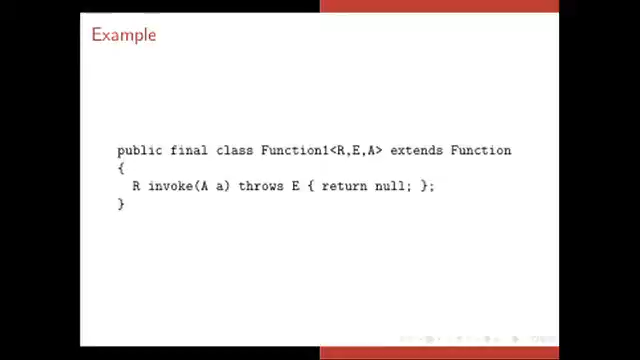 Example
public final class Function1<R,E,A> extends Function
{
R invoke(A a) throws E { return null; };
}